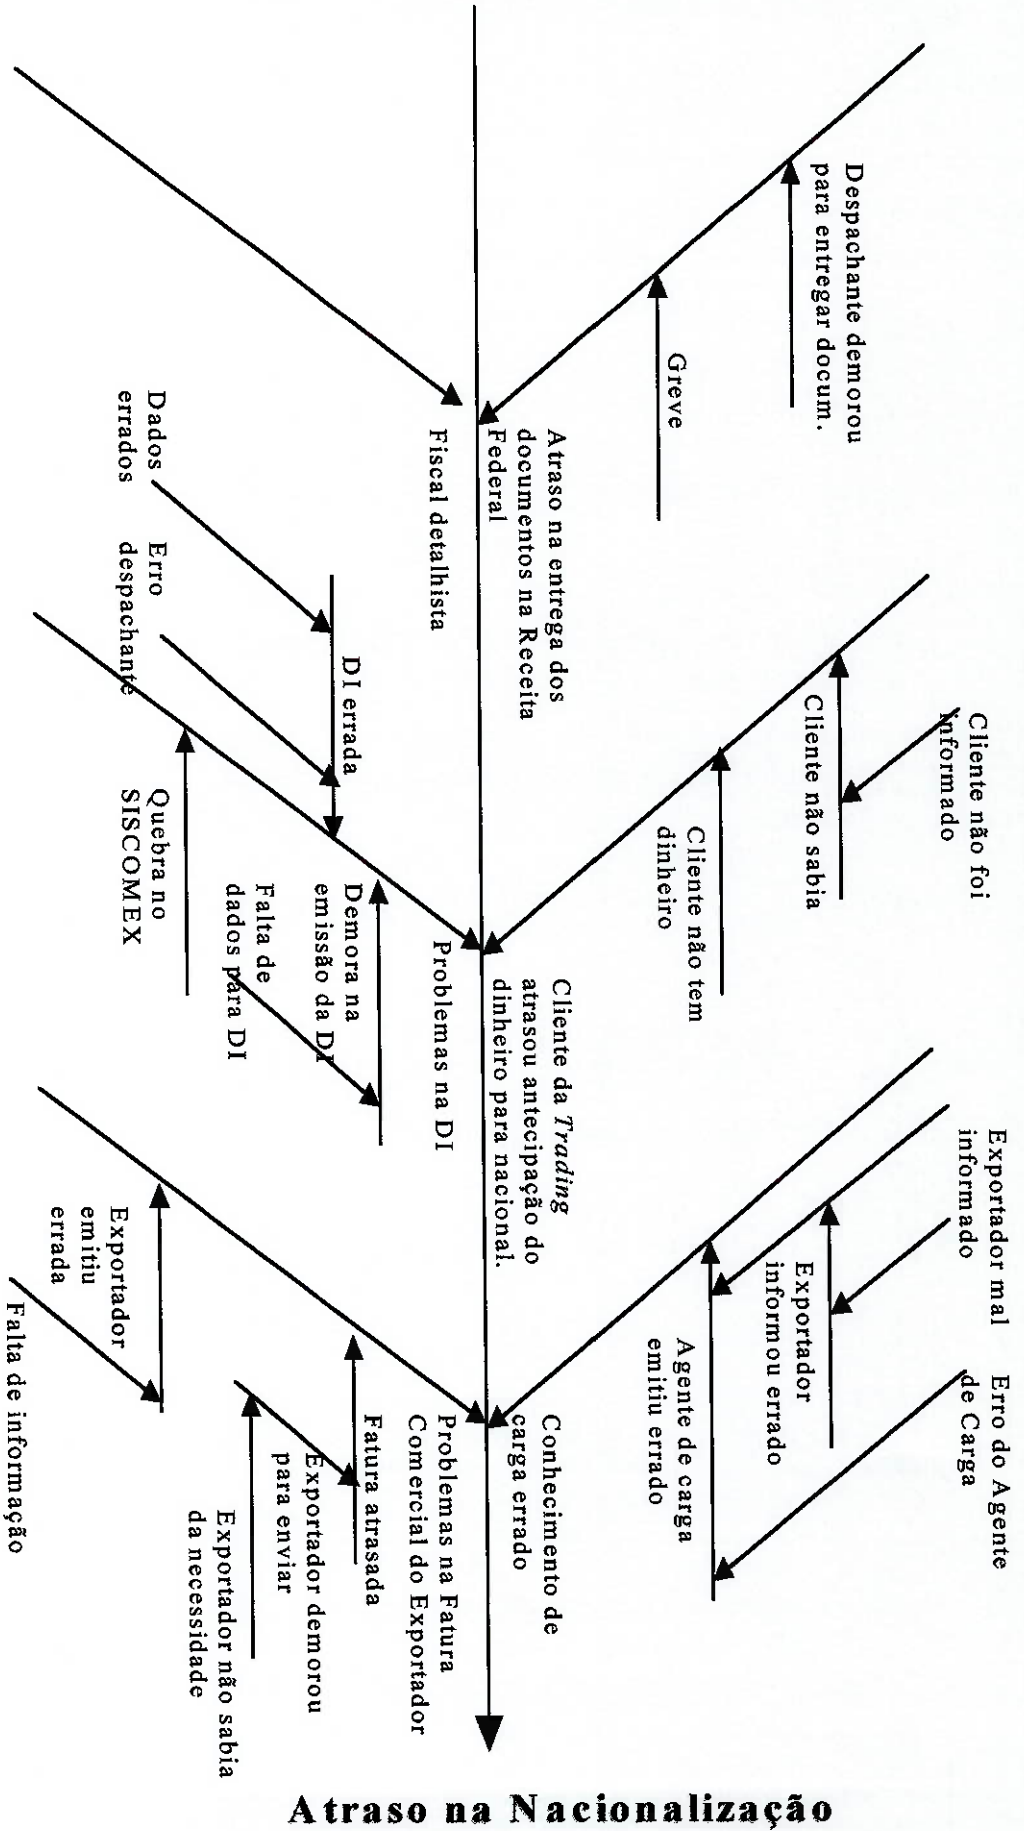 Despachante demorou
para entregar docum.
Greve
Atraso na entrega dos
documentos na Receita
Federal
Fiscal detalhista
Dados
errados
Erro
despachante
DI errada
Quebra no
SISCOMEX
Demora na
emissão da DI
Falta de
dados para DI
Problemas na DI
Cliente não foi
informado
Cliente não sabia
Cliente não tem
dinheiro
Cliente da Trading
atrasou antecipação do
dinheiro para nacional.
Exportador mal
informado
Exportador
informou errado
Erro do Agente
de Carga
Agente de carga
emitiu errado
Conhecimento de
carga errado
Problemas na Fatura
Comercial do Exportador
Fatura atrasada
Exportador demorou
para enviar
Exportador não sabia
da necessidade
Exportador
emitiu
errada
Falta de informação
Atraso na Nacionalização